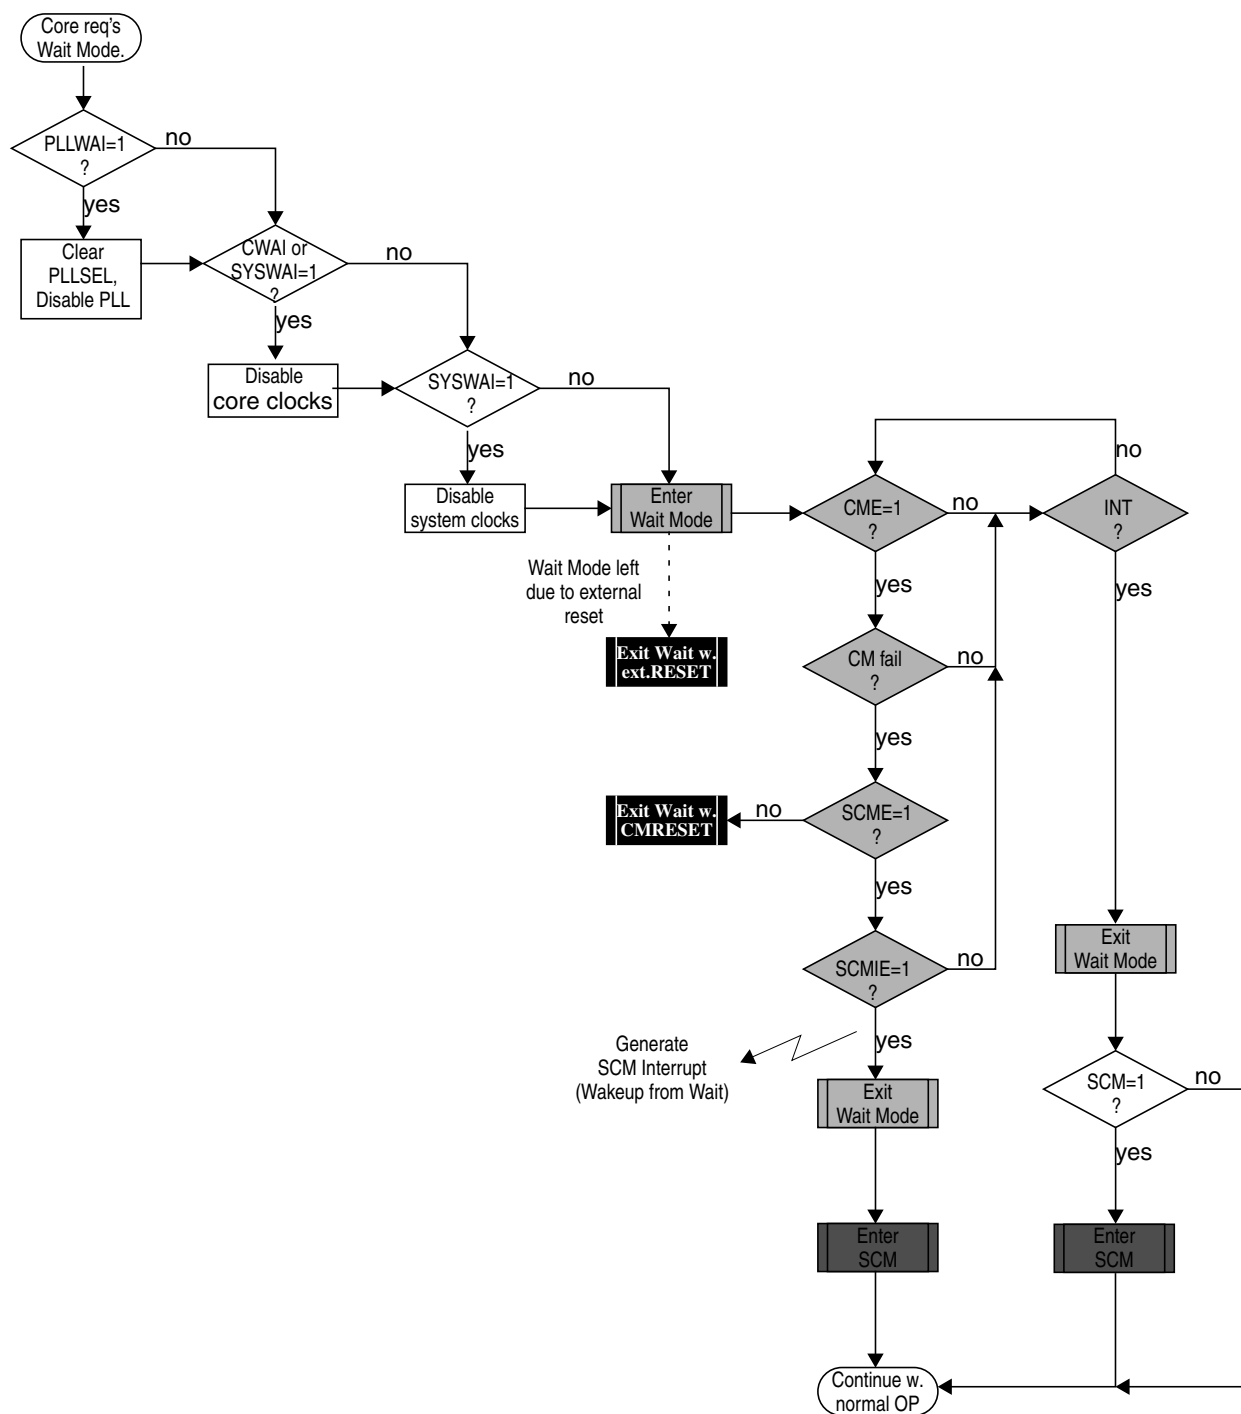 Core req's
Wait Mode.
PLLWAI=1
?
no
yes
Clear
PLLSEL,
Disable PLL
CWAI or
SYSWAI=1
?
no
yes
Disable
core clocks
SYSWAI=1
?
no
yes
Disable
system clocks
Enter
Wait Mode
Wait Mode left
due to external
reset
Exit Wait w.
ext.RESET
CME=1
?
no
yes
INT
?
no
yes
CM fail
?
no
yes
SCME=1
?
no
yes
Exit Wait w.
CMRESET
SCMIE=1
?
no
yes
Generate
SCM Interrupt
(Wakeup from Wait)
Exit
Wait Mode
Enter
SCM
Exit
Wait Mode
SCM=1
?
no
yes
Enter
SCM
Continue w.
normal OP